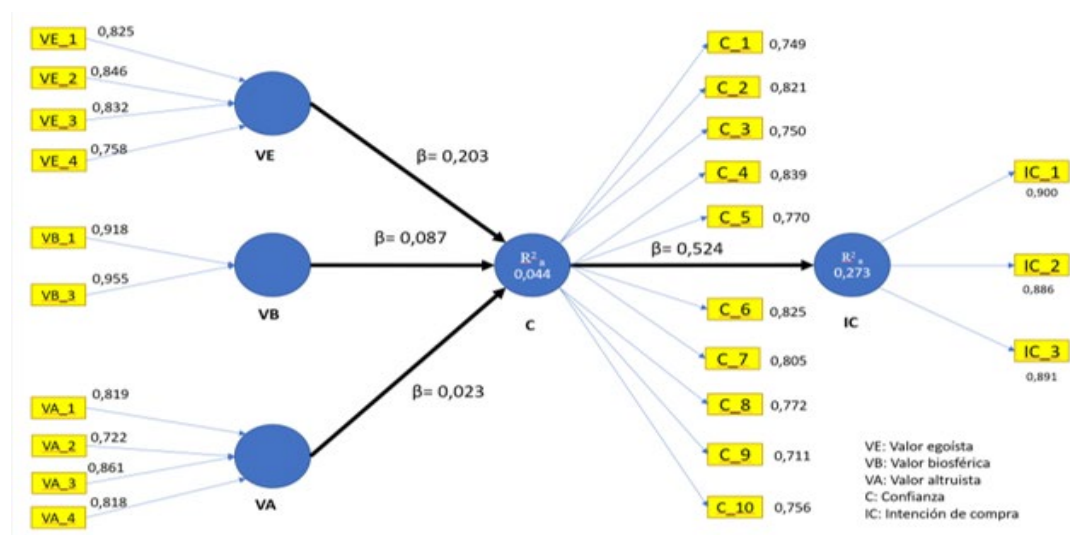 VE_1 0,825
VE_2 0,846
VE_3 0,832
VE_4 0,758
VE
β= 0,203
VB_1 0,918
VB_3 0,955
VB
β= 0,087
VA_1 0,819
VA_2 0,722
VA_3 0,861
VA_4 0,818
VA
β= 0,023
R² a
0,044
C
C_1 0,749
C_2 0,821
C_3 0,750
C_4 0,839
C_5 0,770
β= 0,524
C_6 0,825
C_7 0,805
C_8 0,772
C_9 0,711
C_10 0,756
R² a
0,273
IC
IC_1
0,900
IC_2
0,886
IC_3
0,891
VE: Valor egoísta
VB: Valor biosférica
VA: Valor altruista
C: Confianza
IC: Intención de compra